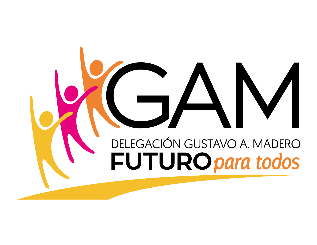 GAM
DELEGACIÓN GUSTAVO A. MADERO
FUTURO para todos